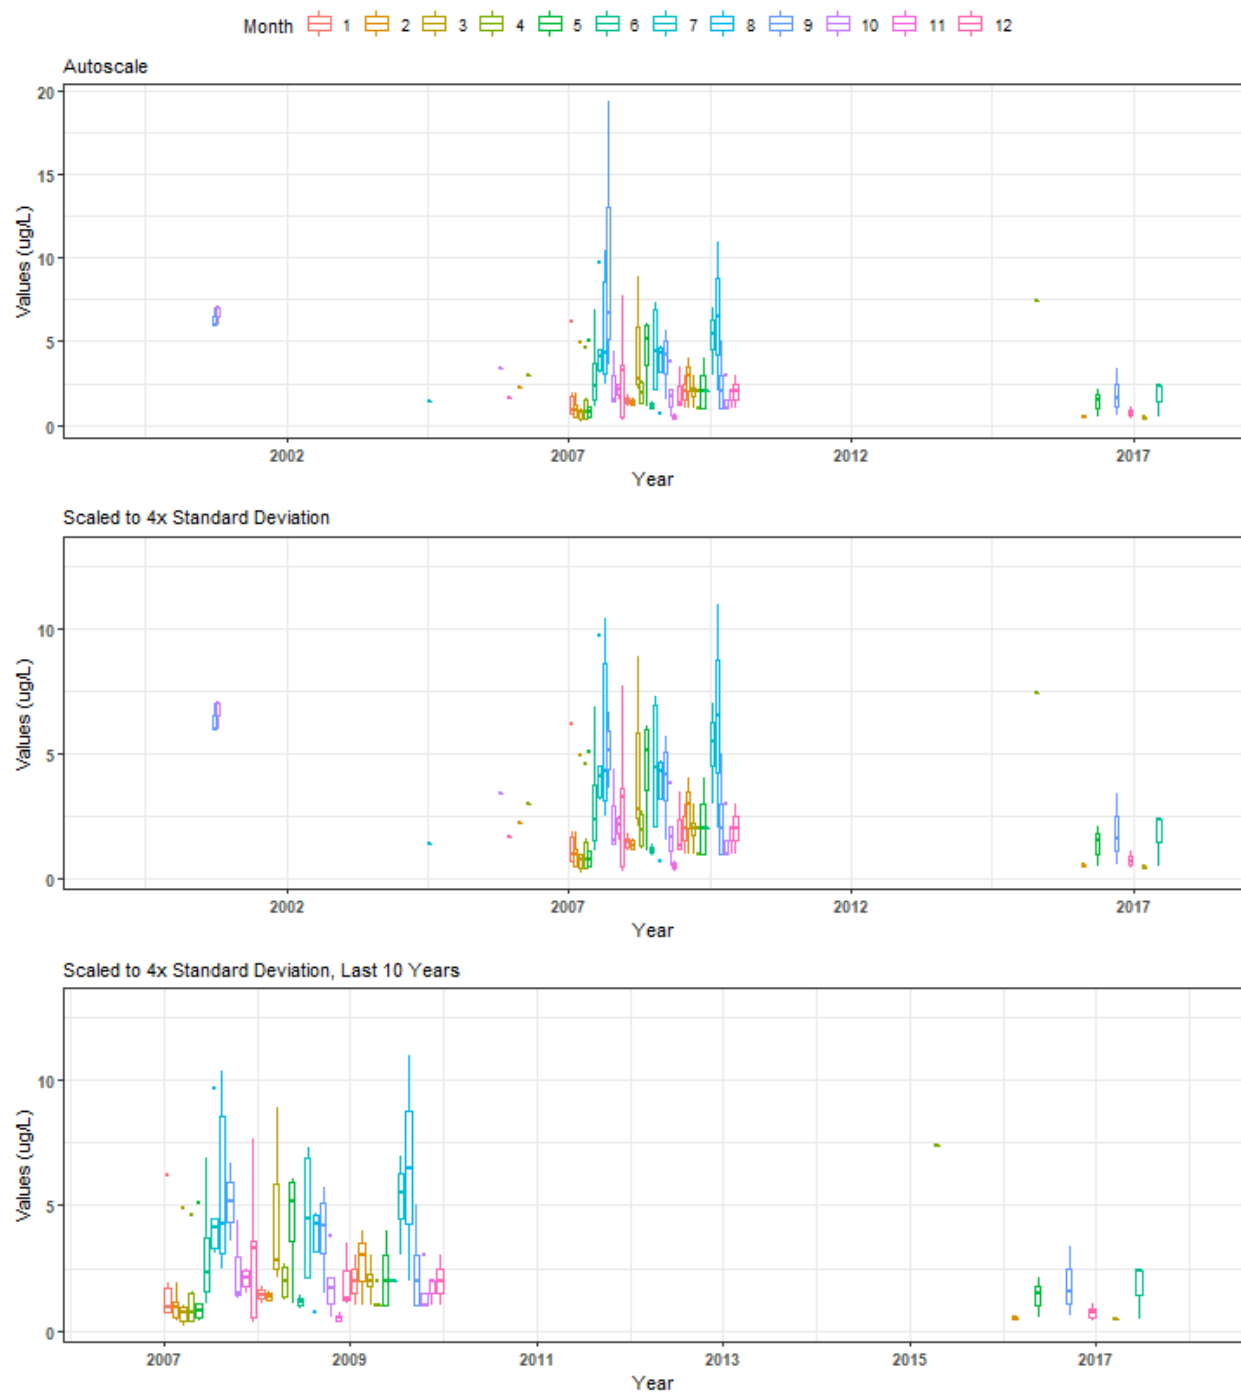 Month 1 2 3 4 5 6 7 8 9 10 11 12
Autoscale
20
15
10
5
0
Values (ug/L)
2002 2007 2012 2017
Year
Scaled to 4x Standard Deviation
10
5
0
Values (ug/L)
2002 2007 2012 2017
Year
Scaled to 4x Standard Deviation, Last 10 Years
10
5
0
Values (ug/L)
2007 2009 2011 2013 2015 2017
Year